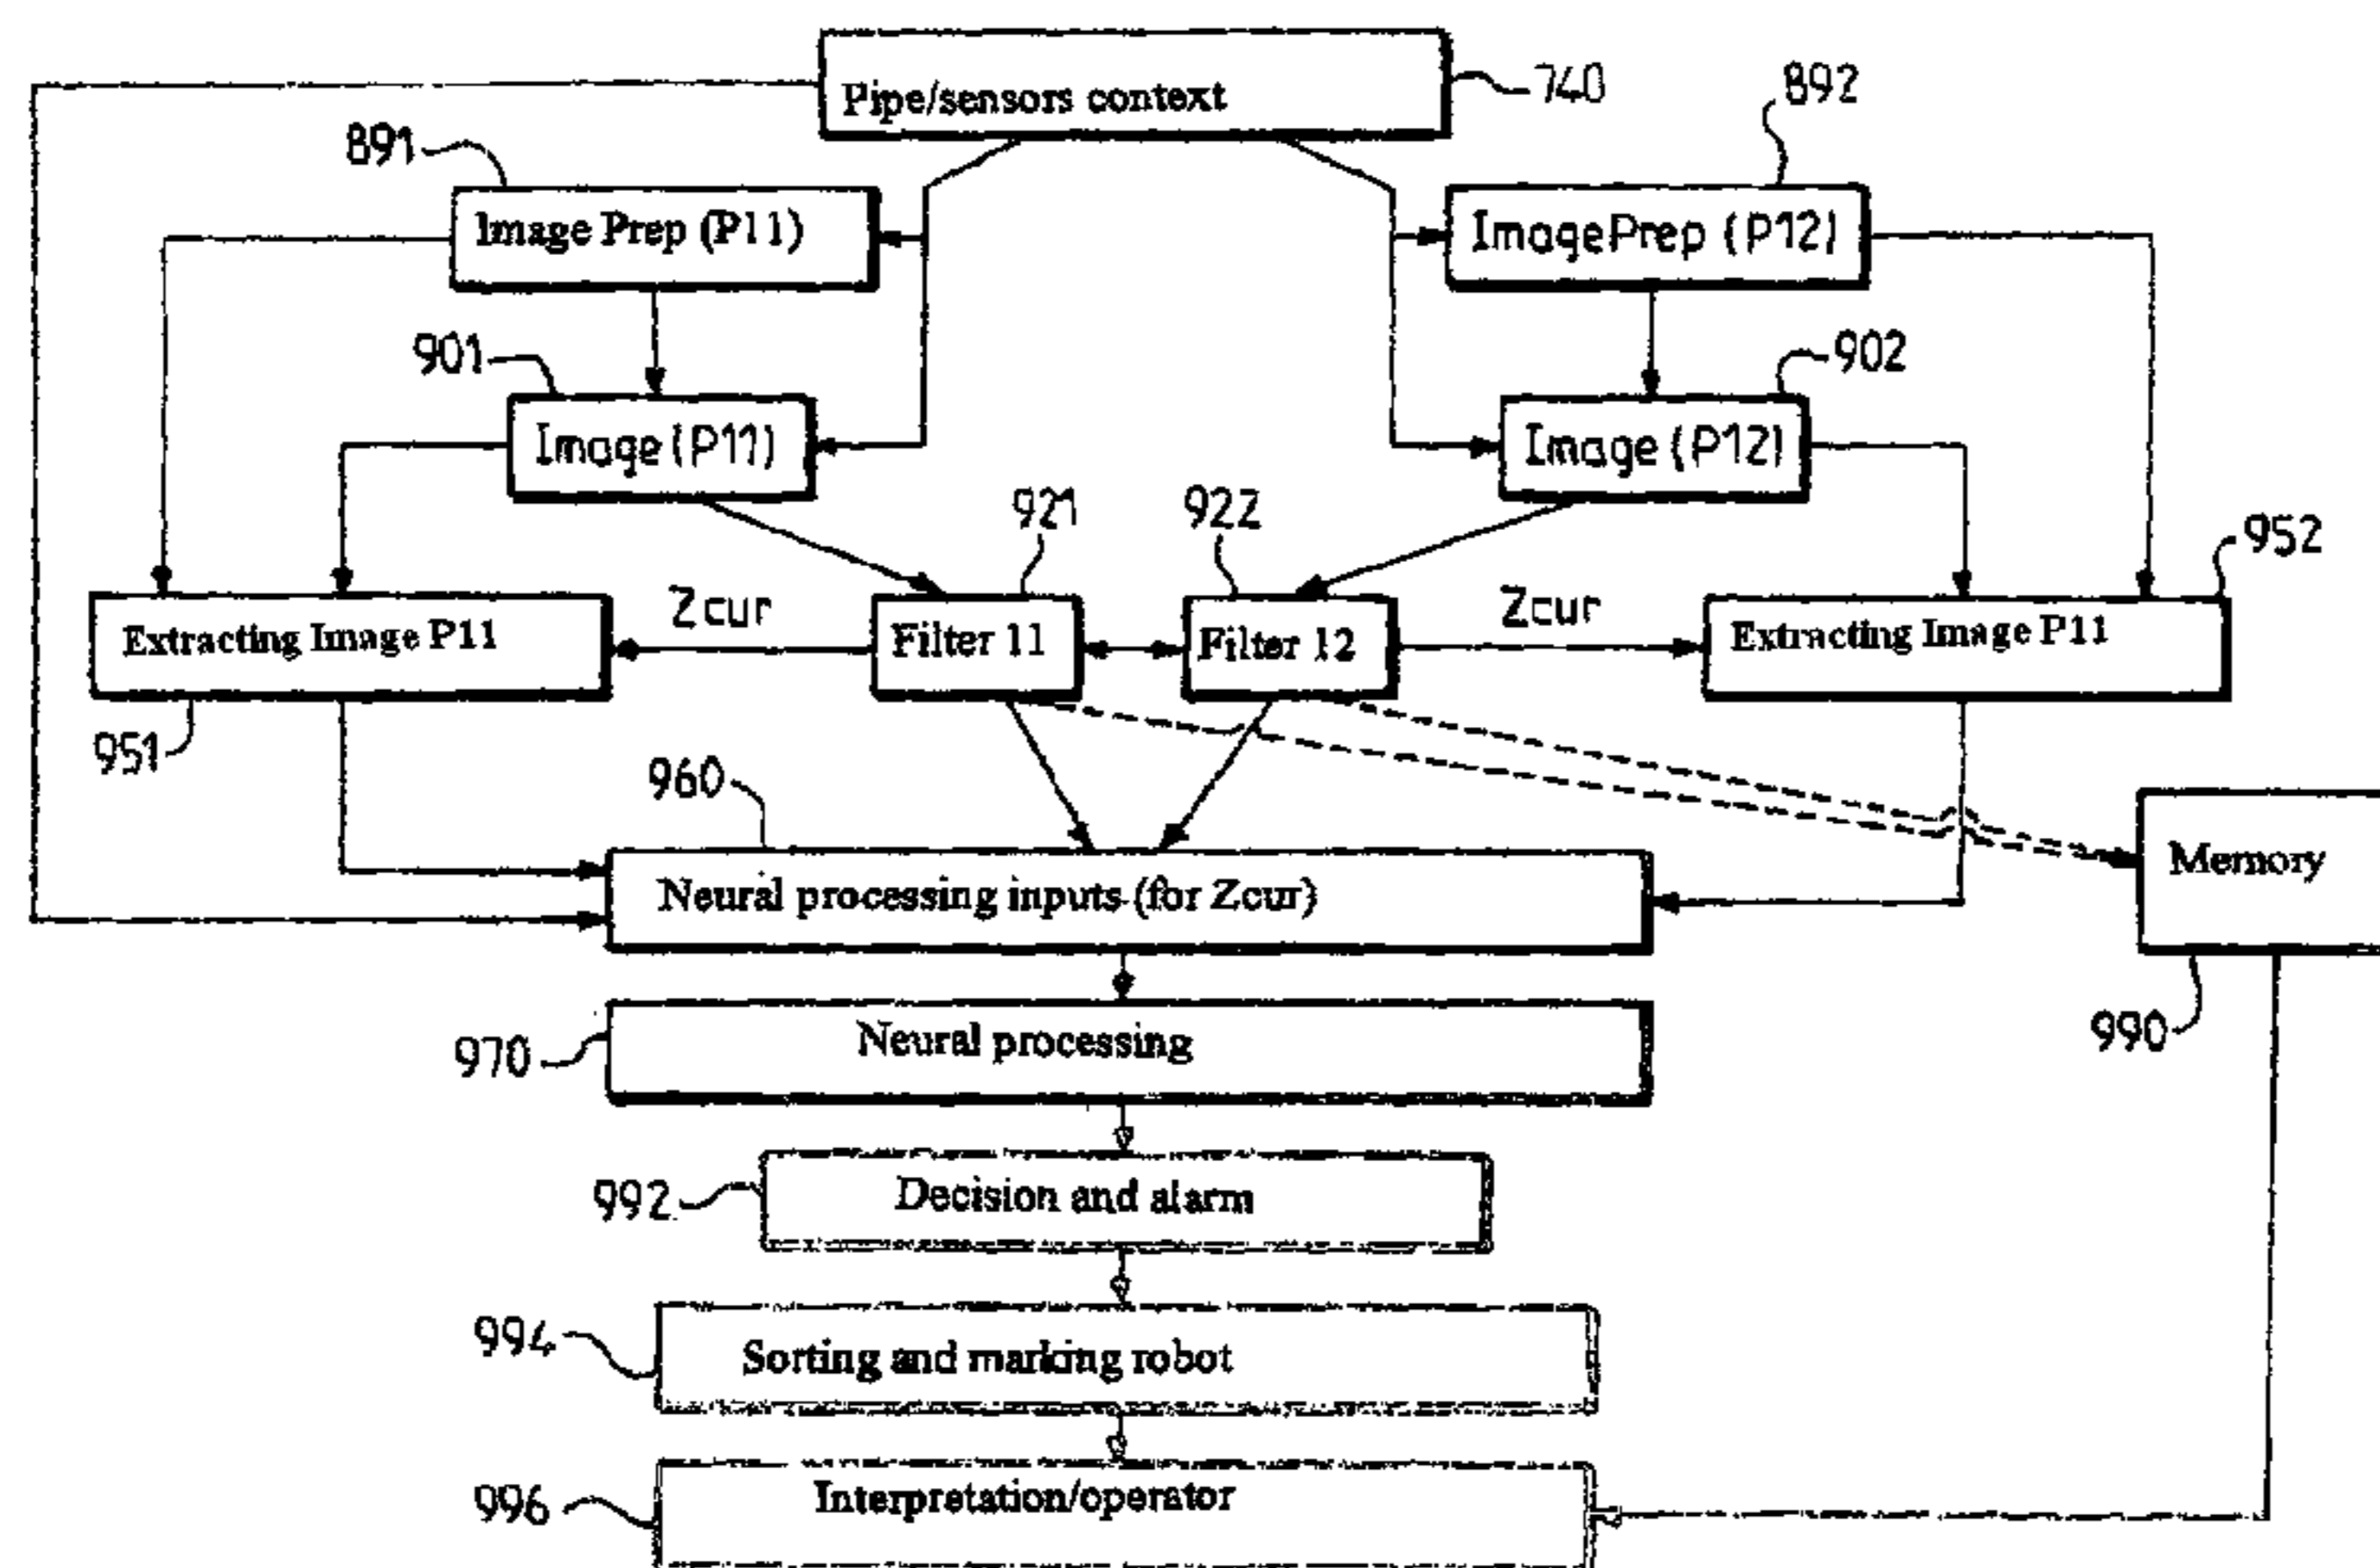 Pipe/sensors context
740
892
891
Image Prep (P11)
ImagePrep (P12)
901
902
Image (P11)
Image (P12)
921
922
952
Zcur
Zcur
Extracting Image P11
Filter 11
Filter 12
Extracting Image P11
951
960
Memory
Neural processing inputs (for Zcur)
990
970
Neural processing
992
Decision and alarm
994
Sorting and marking robot
996
Interpretation/operator